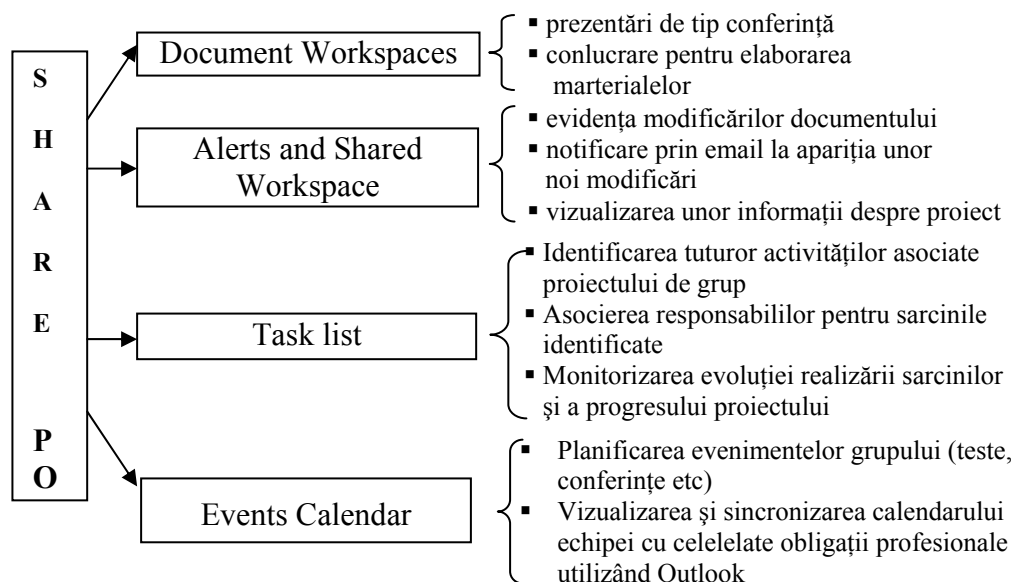 S
H
A
R
E
P
O
Document Workspaces
▪ prezentări de tip conferință
▪ conlucrare pentru elaborarea
marterialelor
Alerts and Shared
Workspace
▪ evidența modificărilor documentului
▪ notificare prin email la apariția unor
noi modificări
▪ vizualizarea unor informații despre proiect
Task list
▪ Identificarea tuturor activităților asociate
proiectului de grup
▪ Asocierea responsabililor pentru sarcinile
identificate
▪ Monitorizarea evoluției realizării sarcinilor
şi a progresului proiectului
Events Calendar
▪ Planificarea evenimentelor grupului (teste,
conferințe etc)
▪ Vizualizarea şi sincronizarea calendarului
echipei cu celelelate obligații profesionale
utilizând Outlook